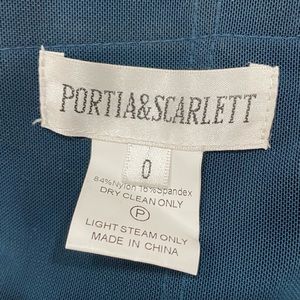 PORTIA&SCARLETT
0
84%Nylon 16%Spandex
DRY CLEAN ONLY
P
LIGHT STEAM ONLY
MADE IN CHINA